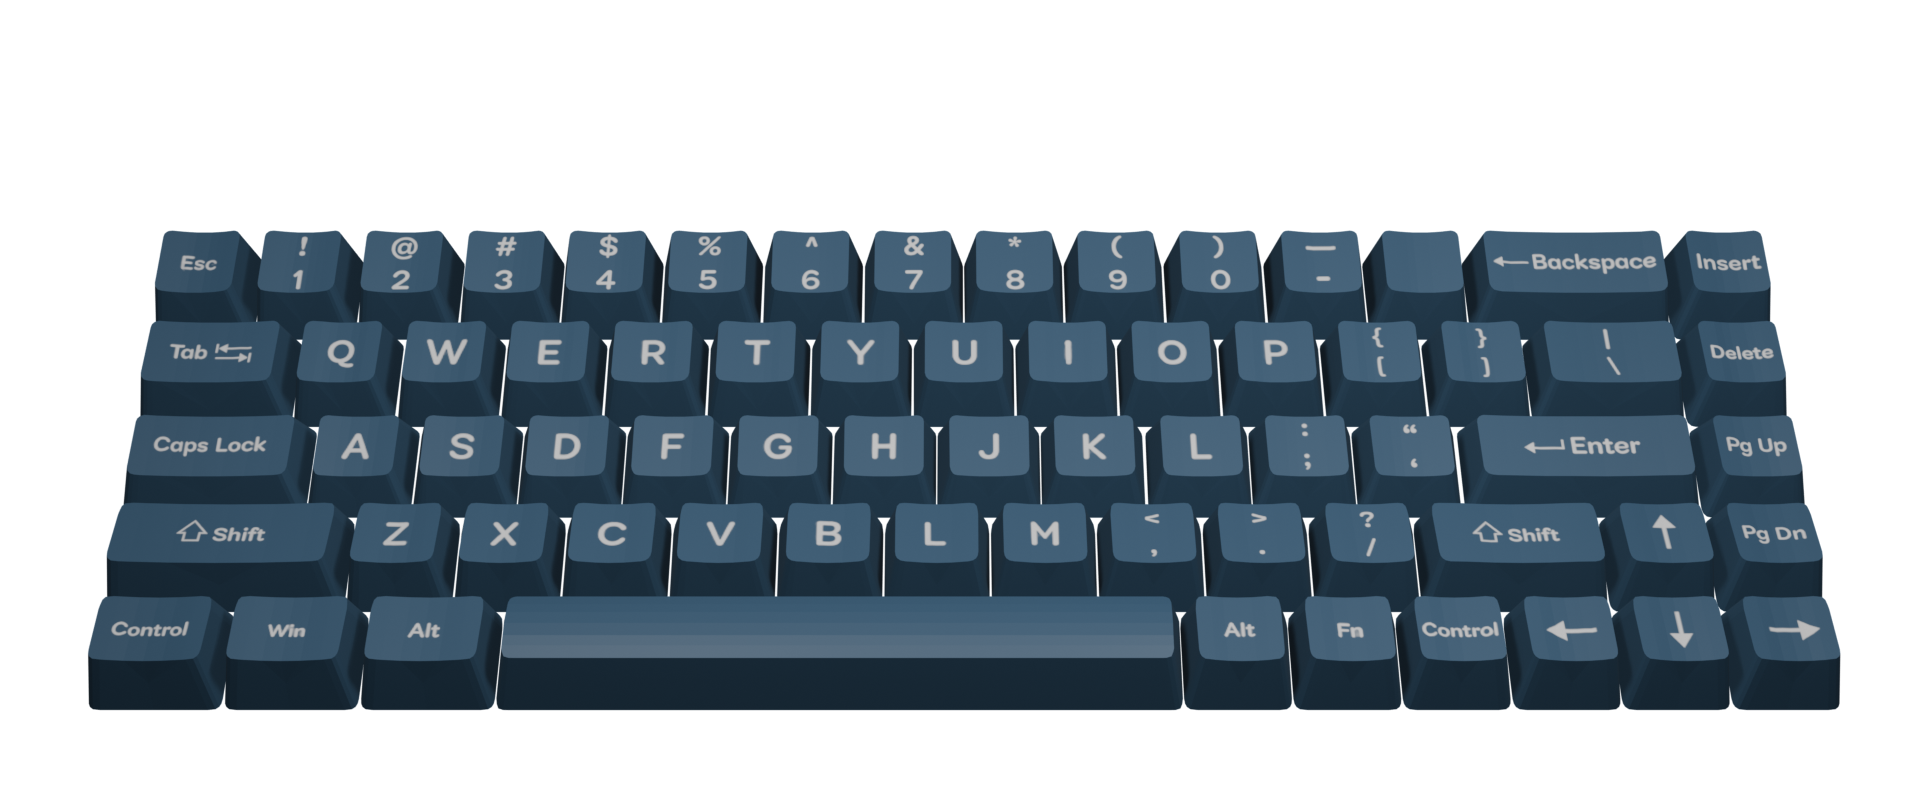 Esc ! 1 @ 2 # 3 $ 4 % 5 ^ 6 & 7 * 8 ( 9 ) 0 — - ←Backspace Insert
Tab Q W E R T Y U I O P { [ } ] | \ Delete
Caps Lock A S D F G H J K L : ; “ ‘ ↵Enter Pg Up
⇧ Shift Z X C V B L M < , > . ? / ⇧ Shift ↑ Pg Dn
Control Win Alt Alt Fn Control ← ↓ →